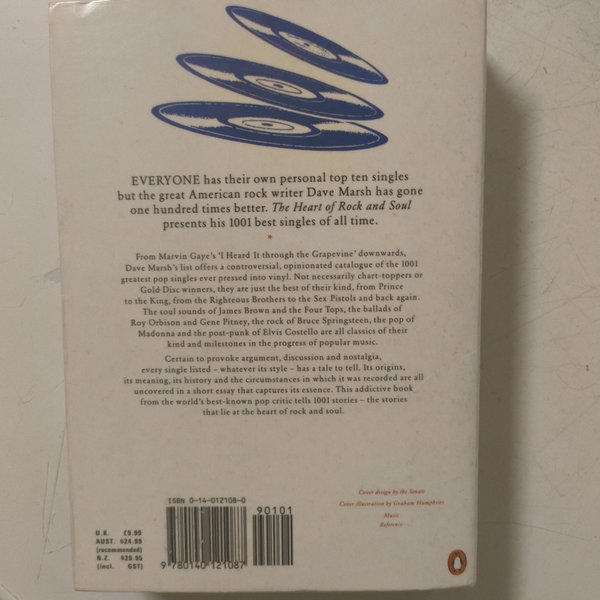 EVERYONE has their own personal top ten singles
but the great American rock writer Dave Marsh has gone
one hundred times better. The Heart of Rock and Soul
presents his 1001 best singles of all time.
*
From Marvin Gaye's 'I Heard It through the Grapevine' downwards,
Dave Marsh's list offers a controversial, opinionated catalogue of the 1001
greatest pop singles ever pressed into vinyl. Not necessarily chart-toppers or
Gold Disc winners, they are just the best of their kind, from Prince
to the King, from the Righteous Brothers to the Sex Pistols and back again.
The soul sounds of James Brown and the Four Tops, the ballads of
Roy Orbison and Gene Pitney, the rock of Bruce Springsteen, the pop of
Madonna and the post-punk of Elvis Costello are all classics of their
kind and milestones in the progress of popular music.
Certain to provoke argument, discussion and nostalgia,
every single listed – whatever its style – has a tale to tell. Its origins,
its meaning, its history and the circumstances in which it was recorded are all
uncovered in a short essay that captures its essence. This addictive book
from the world's best-known pop critic tells 1001 stories – the stories
that lie at the heart of rock and soul.
Cover design by the Senate
Cover illustration by Graham Humphries
Music
Reference
ISBN 0-14-012108-0
90101
U.K. £9.99
AUST. $24.99
(recommended)
N.Z. $29.95
(incl. GST)
9 780140 121087